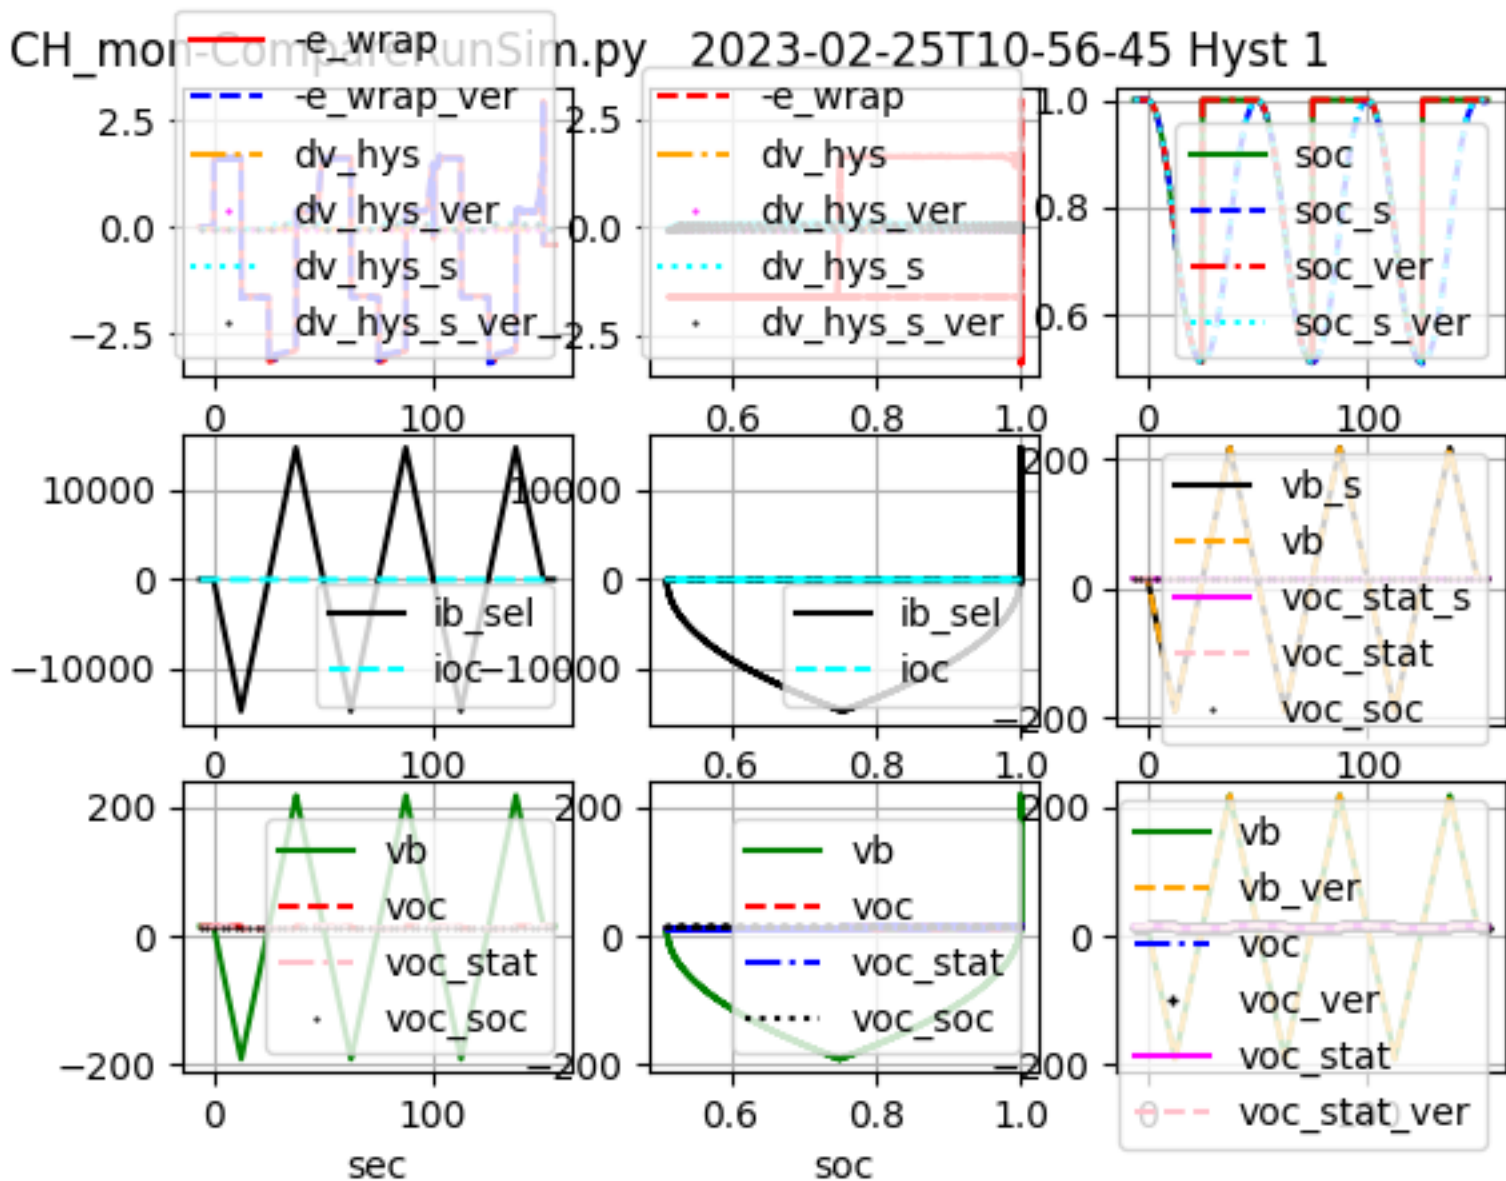 CH_mon-CompareRunSim.py 2023-02-25T10-56-45 Hyst 1
-e_wrap
-e_wrap_ver
dv_hys
dv_hys_ver
dv_hys_s
dv_hys_s_ver
2.5
0.0
−2.5
0
100
-e_wrap
dv_hys
dv_hys_ver
dv_hys_s
dv_hys_s_ver
2.5
0.0
−2.5
0.6
0.8
1.0
soc
soc_s
soc_ver
soc_s_ver
1.0
0.8
0.6
0
100
10000
0
−10000
ib_sel
ioc
0
100
10000
0
−10000
ib_sel
ioc
0.6
0.8
1.0
200
0
−200
vb_s
vb
voc_stat_s
voc_stat
voc_soc
0
100
200
0
−200
vb
voc
voc_stat
voc_soc
0
100
sec
200
0
−200
vb
voc
voc_stat
voc_soc
0.6
0.8
1.0
soc
200
0
−200
vb
vb_ver
voc
voc_ver
voc_stat
voc_stat_ver
0
100